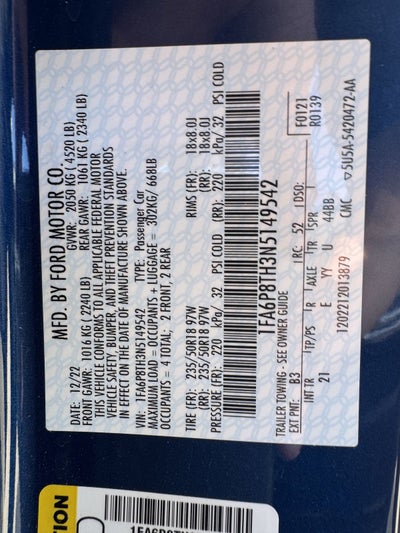 MFD. BY FORD MOTOR CO.
12/22 GVWR: 2050 KG ( 4520 LB)
FRONT GAWR: 1016 KG (2240 LB) REAR GAWR: 1061 KG ( 2340 LB)
THIS VEHICLE CONFORMS TO ALL APPLICABLE FEDERAL MOTOR
VEHICLE SAFETY, BUMPER, AND THEFT PREVENTION STANDARDS
IN EFFECT ON THE DATE OF MANUFACTURE SHOWN ABOVE.
VIN: 1FA6P8TH3N5149542 TYPE: Passenger Car
MAXIMUM LOAD = OCCUPANTS + LUGGAGE = 302KG/ 668LB
OCCUPANTS = 4 TOTAL; 2 FRONT, 2 REAR
TIRE (FR): 235/50R18 97W RIMS (FR): 18x8.0J
(RR): 235/50R18 97W (RR): 18x8.0J
PRESSURE (FR): 220 kPa/ 32 PSI COLD (RR): 220 kPa/ 32 PSI COLD
1FA6P8TH3N5149542
TRAILER TOWING - SEE OWNER GUIDE
EXT PNT: B3 RC: 52 DSO: F0121
R0139
INT TR TP/PS R AXLE TR SPR
21 E YY U 44BB
1202212013879 CMC ▽5U5A-5420472-AA